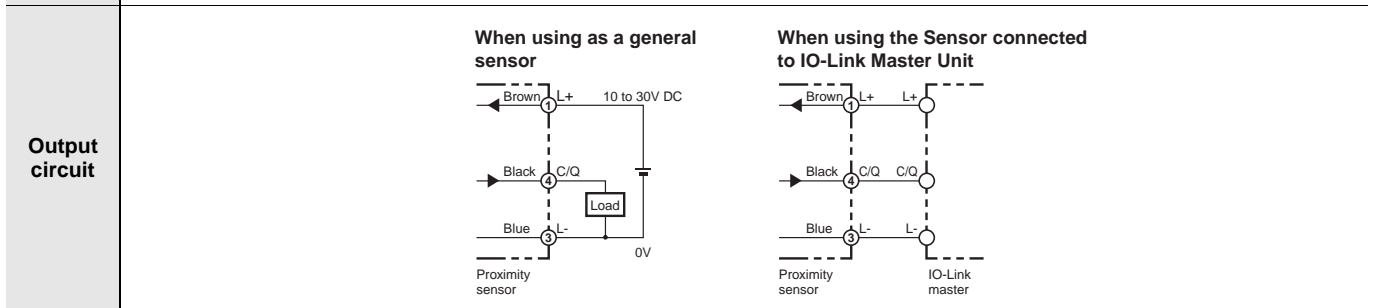 Output
circuit
When using as a general
sensor
Brown 1 L+ 10 to 30V DC
Black 4 C/Q
Load
Blue 3 L-
0V
Proximity
sensor
When using the Sensor connected
to IO-Link Master Unit
Brown 1 L+ L+
Black 4 C/Q C/Q
Blue 3 L- L-
Proximity
sensor
IO-Link
master